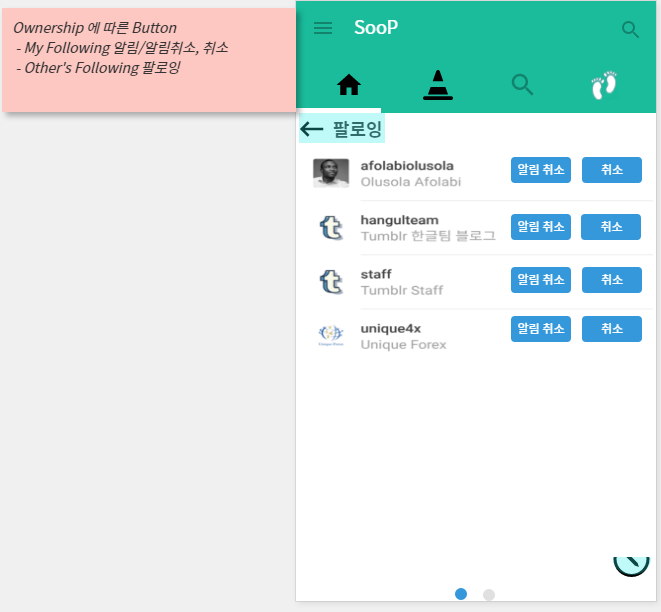 Ownership 에 따른 Button
- My Following 알림/알림취소, 취소
- Other's Following 팔로잉
SooP
팔로잉
afolabiolusola
Olusola Afolabi
알림 취소
취소
hangulteam
Tumblr 한글팀 블로그
알림 취소
취소
staff
Tumblr Staff
알림 취소
취소
unique4x
Unique Forex
알림 취소
취소